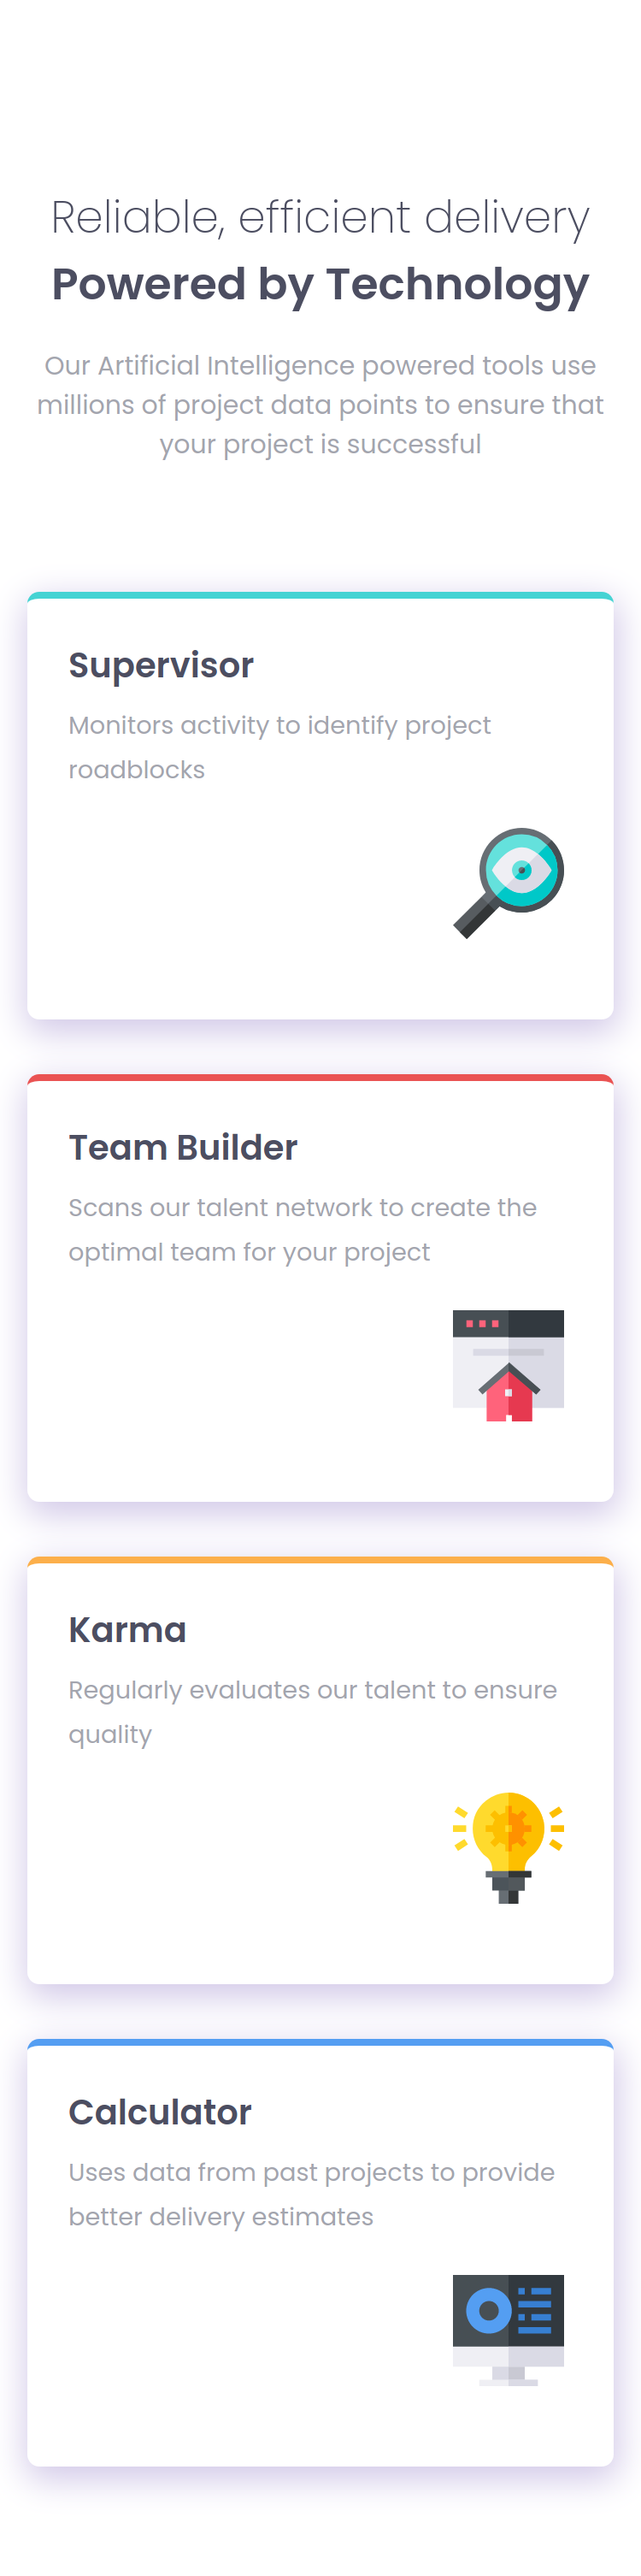 Reliable, efficient delivery
Powered by Technology
Our Artificial Intelligence powered tools use
millions of project data points to ensure that
your project is successful
Supervisor
Monitors activity to identify project
roadblocks
Team Builder
Scans our talent network to create the
optimal team for your project
Karma
Regularly evaluates our talent to ensure
quality
Calculator
Uses data from past projects to provide
better delivery estimates